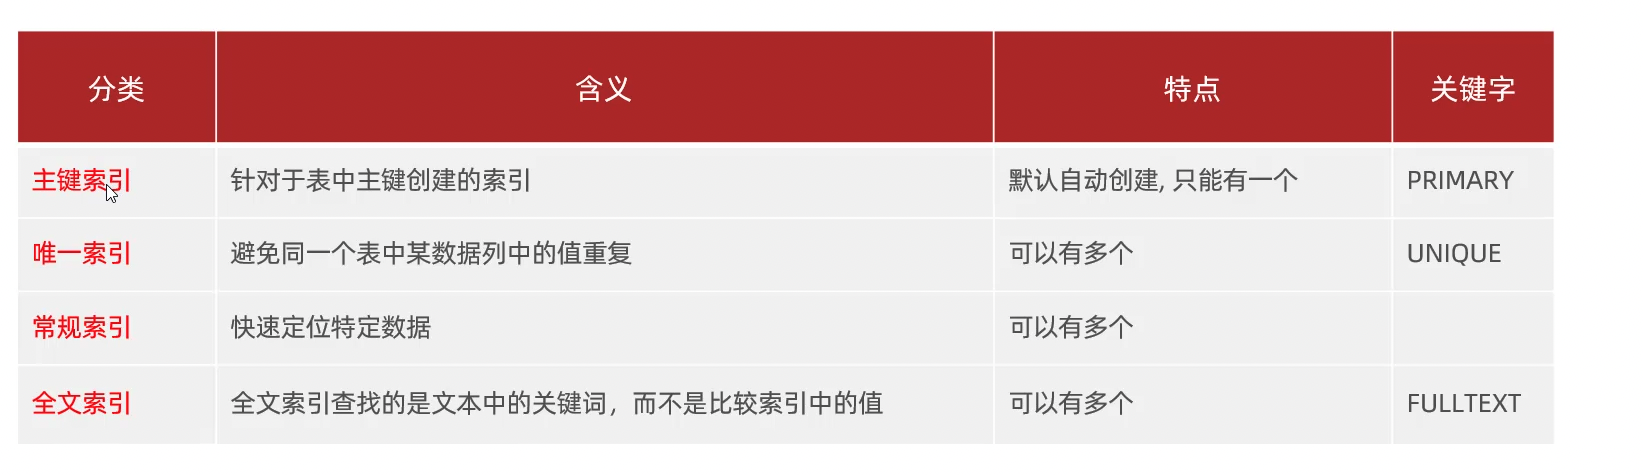 分类 含义 特点 关键字
主键索引 针对于表中主键创建的索引 默认自动创建, 只能有一个 PRIMARY
唯一索引 避免同一个表中某数据列中的值重复 可以有多个 UNIQUE
常规索引 快速定位特定数据 可以有多个
全文索引 全文索引查找的是文本中的关键词，而不是比较索引中的值 可以有多个 FULLTEXT